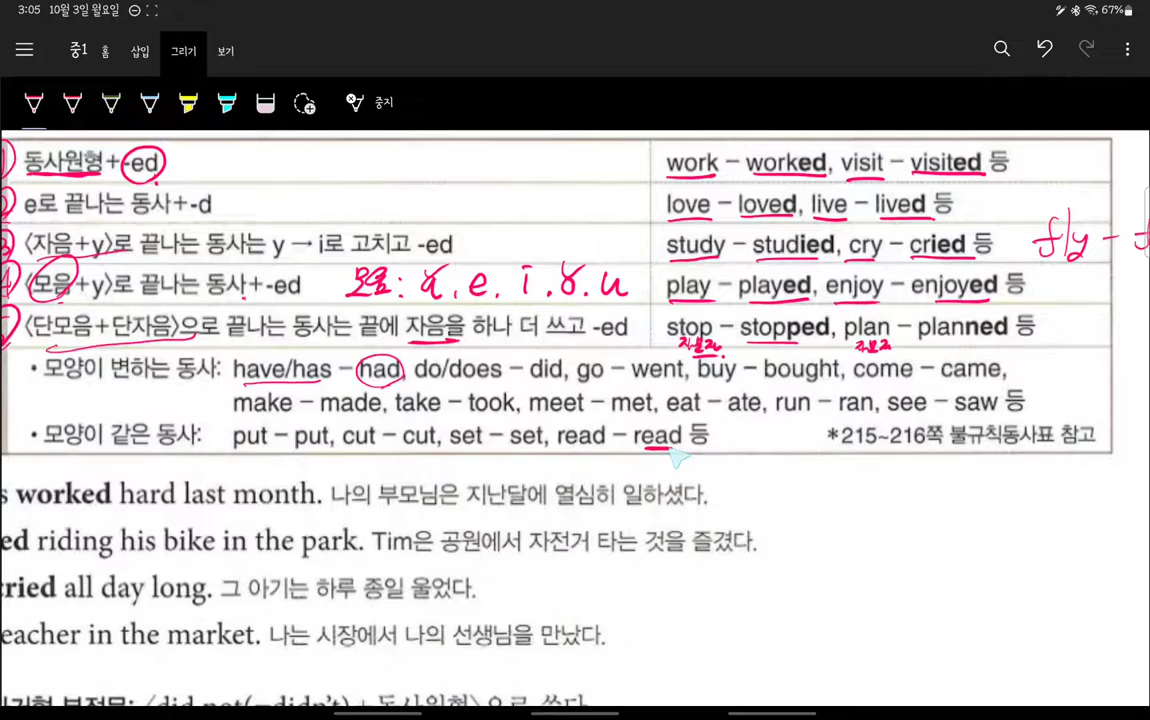 3:05 10월 3일 월요일 67%
중1 홈 삽입 그리기 보기
중지
동사원형+-ed work – worked, visit – visited 등
e로 끝나는 동사+-d love – loved, live – lived 등
〈자음+y〉로 끝나는 동사는 y → i로 고치고 -ed study – studied, cry – cried 등 fly –
〈모음+y〉로 끝나는 동사+-ed 모음: a, e, i, o, u play – played, enjoy – enjoyed 등
〈단모음+단자음〉으로 끝나는 동사는 끝에 자음을 하나 더 쓰고 -ed stop – stopped, plan – planned 등
자모자 자모자
• 모양이 변하는 동사: have/has – had, do/does – did, go – went, buy – bought, come – came,
make – made, take – took, meet – met, eat – ate, run – ran, see – saw 등
• 모양이 같은 동사: put – put, cut – cut, set – set, read – read 등 *215~216쪽 불규칙동사표 참고
s worked hard last month. 나의 부모님은 지난달에 열심히 일하셨다.
ed riding his bike in the park. Tim은 공원에서 자전거 타는 것을 즐겼다.
cried all day long. 그 아기는 하루 종일 울었다.
eacher in the market. 나는 시장에서 나의 선생님을 만났다.